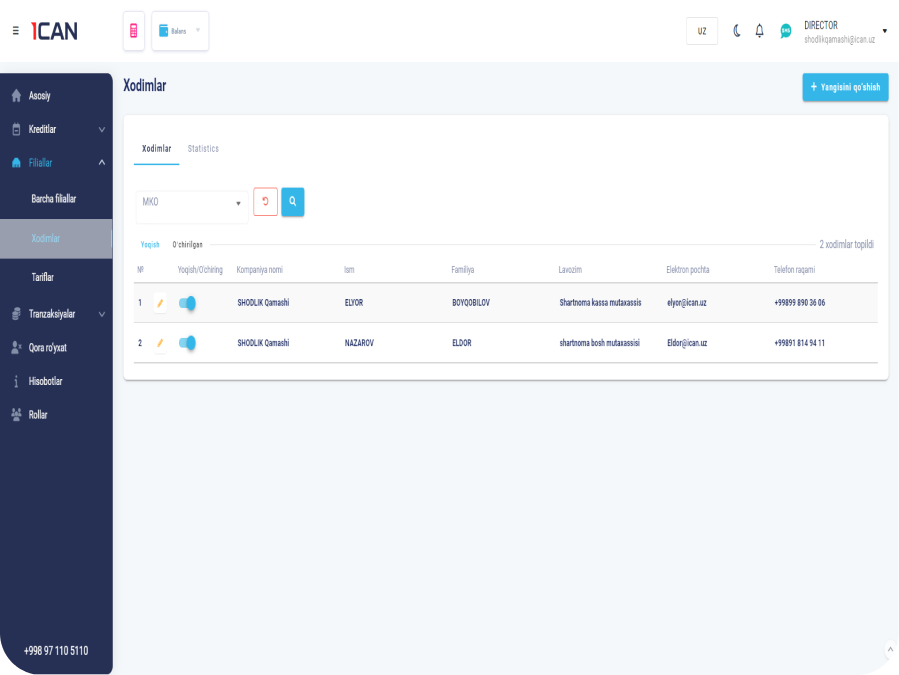 1CAN
Balans
UZ
SMS
DIRECTOR
shodlikqamashi@ican.uz
Asosiy
Kreditlar
Filiallar
Barcha filiallar
Xodimlar
Tariflar
Tranzaksiyalar
Qora ro'yxat
Hisobotlar
Rollar
+998 97 110 5110
Xodimlar
+ Yangisini qo'shish
Xodimlar Statistics
MKO
Yoqish O'chirilgan 2 xodimlar topildi
№ Yoqish/O'chiring Kompaniya nomi Ism Familiya Lavozim Elektron pochta Telefon raqami
1 SHODLIK Qamashi ELYOR BOYQOBILOV Shartnoma kassa mutaxassis elyor@ican.uz +99899 890 36 06
2 SHODLIK Qamashi NAZAROV ELDOR shartnoma bosh mutaxassisi Eldor@ican.uz +99891 814 94 11